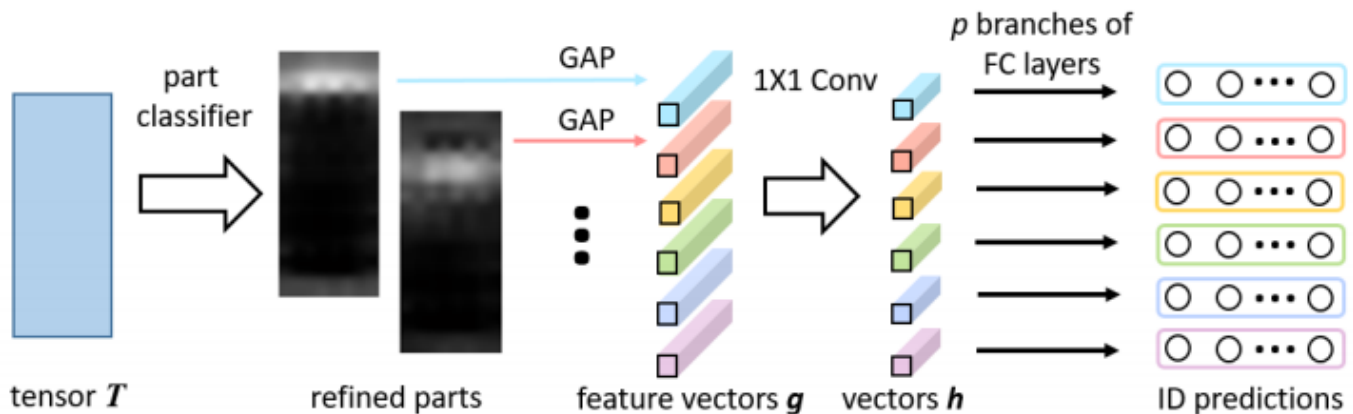 part
classifier
GAP
GAP
1X1 Conv
p branches of
FC layers
tensor T
refined parts
feature vectors g
vectors h
ID predictions